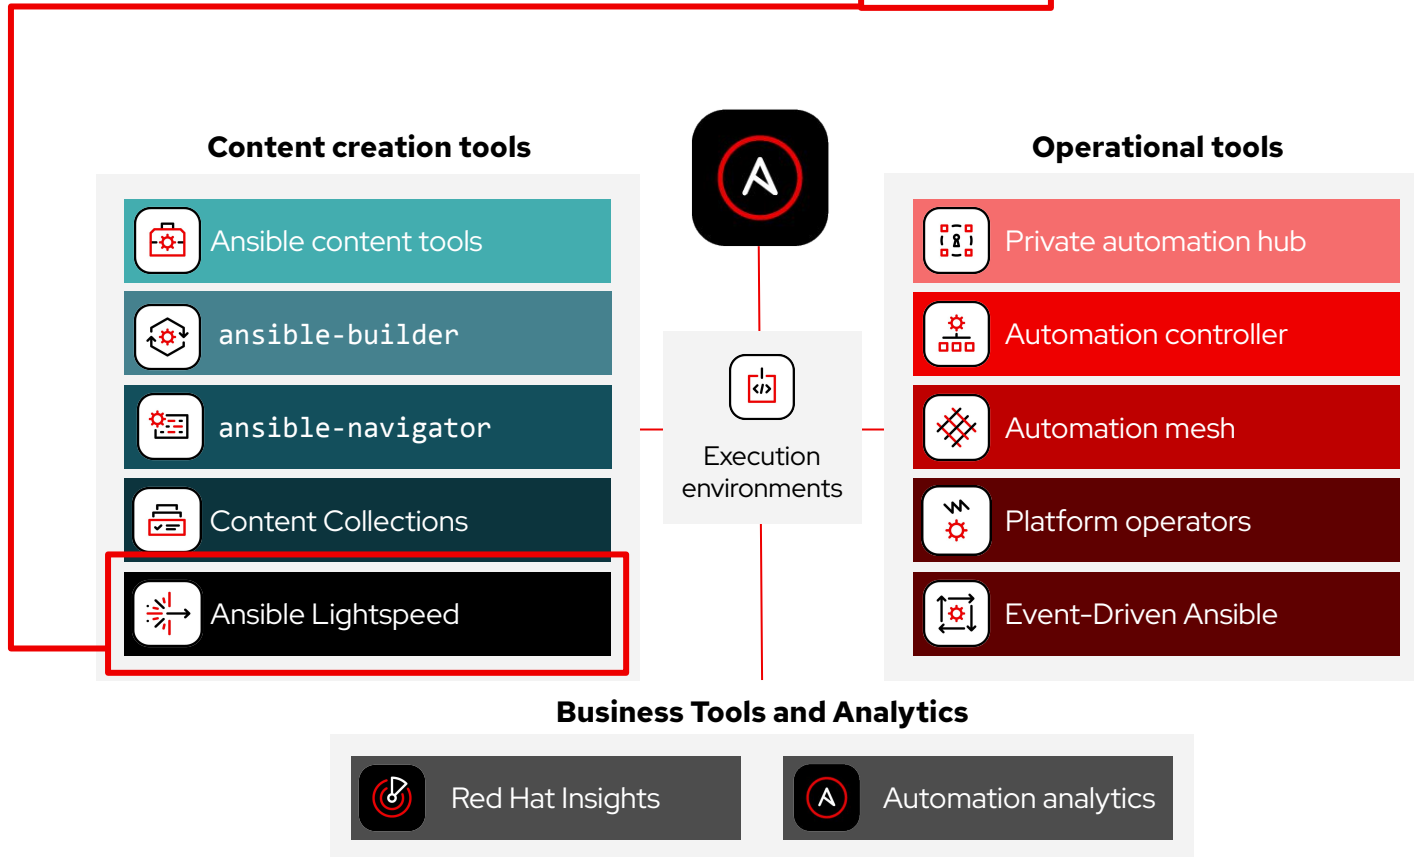 Content creation tools
Ansible content tools
ansible-builder
ansible-navigator
Content Collections
Ansible Lightspeed
Execution
environments
Operational tools
Private automation hub
Automation controller
Automation mesh
Platform operators
Event-Driven Ansible
Business Tools and Analytics
Red Hat Insights
Automation analytics